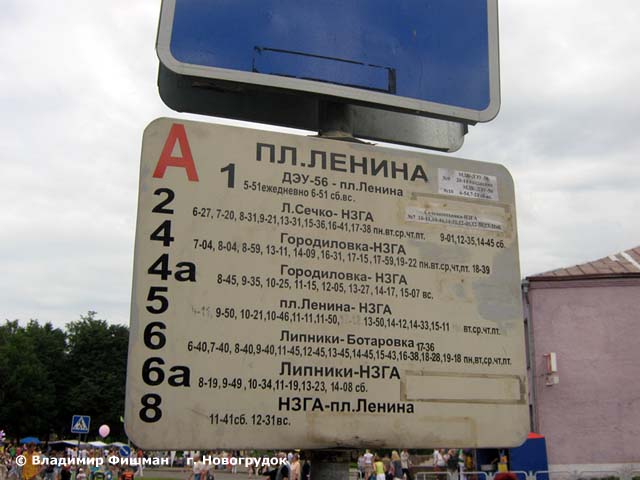 А
ПЛ.ЛЕНИНА
1
ДЭУ-56 - пл.Ленина
5-51ежедневно 6-51 сб.вс.
2
Л.Сечко- НЗГА
6-27, 7-20, 8-31,9-21,13-31,15-36,16-41,17-38 пн.вт.ср.чт.пт. 9-01,12-35,14-45 сб.
4
Городиловка-НЗГА
7-04, 8-04, 8-59, 13-11, 14-09 ,16-31, 17-15,17-59,19-22 пн.вт.ср,чт,пт. 18-39
4а
Городиловка- НЗГА
8-45, 9-35, 10-25, 11-15, 12-05, 13-27, 14-17, 15-07 вс.
5
пл.Ленина- НЗГА
9-50, 10-21,10-46,11-11,11-50, 13-50,14-12,14-33,15-11 вт.ср.чт.пт.
6
Липники- Ботаровка
17-36
6-40,7-40, 8-40,9-40,11-45,12-45,13-45,14-45,15-43,16-38,18-28,19-18 пн,вт,ср.чт.пт.
6а
Липники-НЗГА
8-19,9-49 , 10-34,11-19,13-23, 14-08 сб.
8
НЗГА-пл.Ленина
11-41сб. 12-31вс.
© Владимир Фишман г. Новогрудок